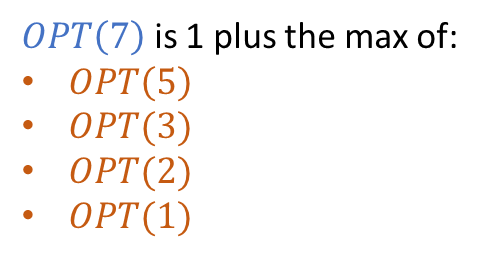 OPT(7) is 1 plus the max of:
• OPT(5)
• OPT(3)
• OPT(2)
• OPT(1)